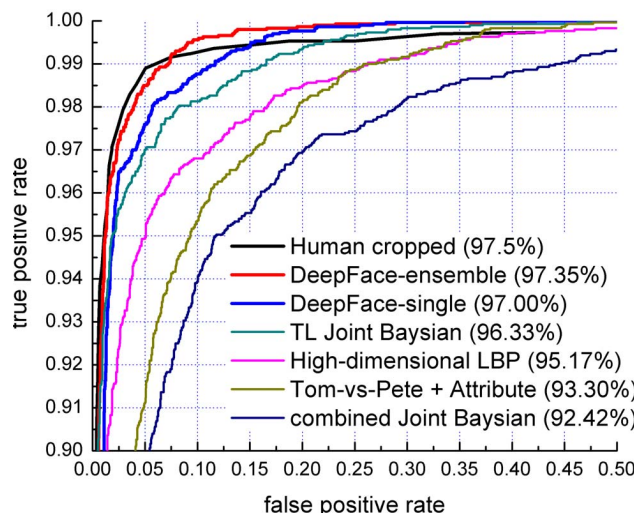 1.00
0.99
0.98
0.97
0.96
0.95
0.94
0.93
0.92
0.91
0.90
true positive rate
Human cropped (97.5%)
DeepFace-ensemble (97.35%)
DeepFace-single (97.00%)
TL Joint Baysian (96.33%)
High-dimensional LBP (95.17%)
Tom-vs-Pete + Attribute (93.30%)
combined Joint Baysian (92.42%)
0.00 0.05 0.10 0.15 0.20 0.25 0.30 0.35 0.40 0.45 0.50
false positive rate